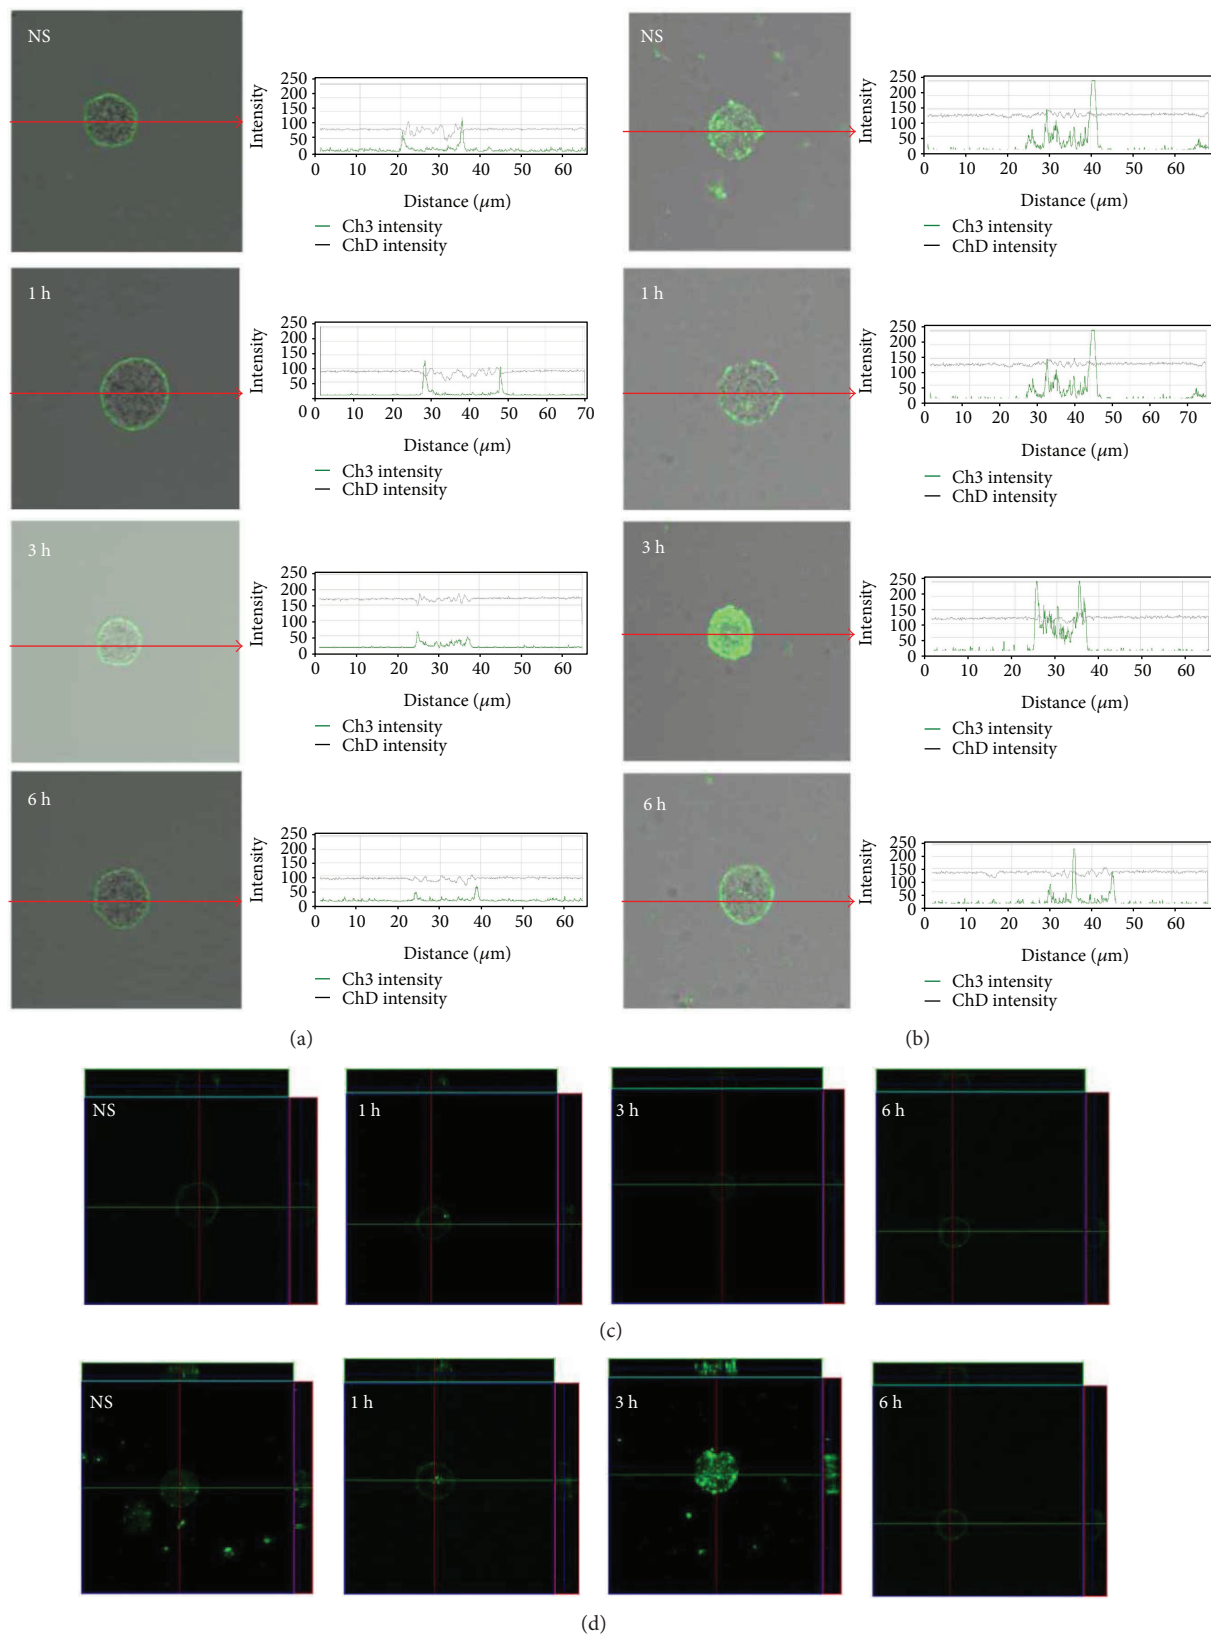 NS
Intensity
250
200
150
100
50
0
0 10 20 30 40 50 60
Distance (μm)
Ch3 intensity
ChD intensity
NS
Intensity
250
200
150
100
50
0
0 10 20 30 40 50 60
Distance (μm)
Ch3 intensity
ChD intensity
1 h
Intensity
250
200
150
100
50
0
0 10 20 30 40 50 60 70
Distance (μm)
Ch3 intensity
ChD intensity
1 h
Intensity
250
200
150
100
50
0
0 10 20 30 40 50 60 70
Distance (μm)
Ch3 intensity
ChD intensity
3 h
Intensity
250
200
150
100
50
0
0 10 20 30 40 50 60
Distance (μm)
Ch3 intensity
ChD intensity
3 h
Intensity
250
200
150
100
50
0
0 10 20 30 40 50 60
Distance (μm)
Ch3 intensity
ChD intensity
6 h
Intensity
250
200
150
100
50
0
0 10 20 30 40 50 60
Distance (μm)
Ch3 intensity
ChD intensity
6 h
Intensity
250
200
150
100
50
0
0 10 20 30 40 50 60
Distance (μm)
Ch3 intensity
ChD intensity
(a)
(b)
NS
1 h
3 h
6 h
(c)
NS
1 h
3 h
6 h
(d)